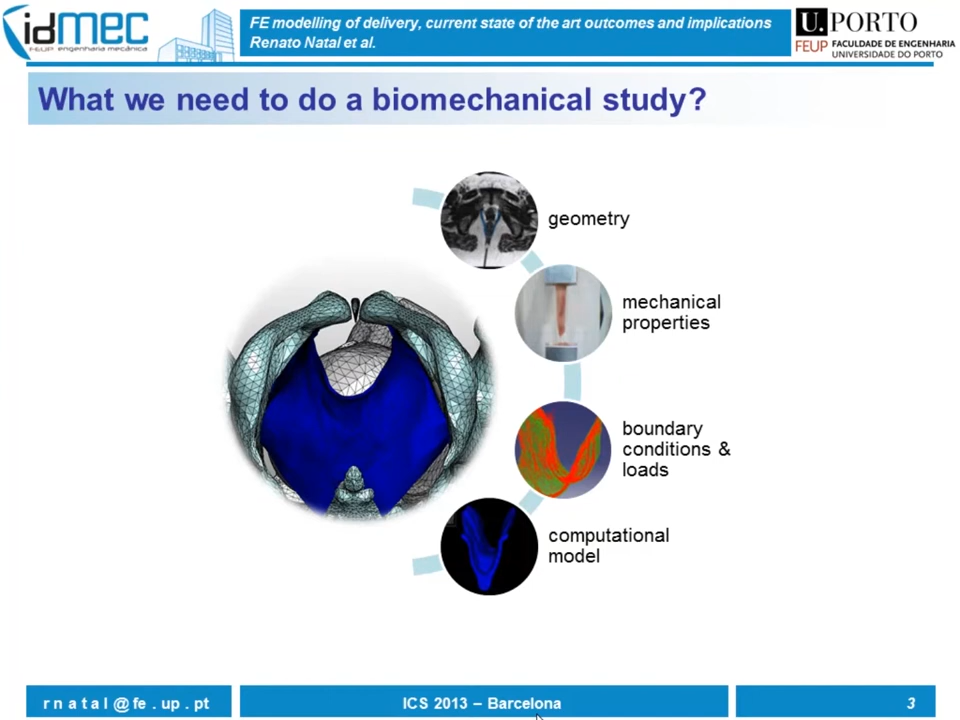 idmec
FEUP engenharia mecânica
FE modelling of delivery, current state of the art outcomes and implications
Renato Natal et al.
U.PORTO
FEUP FACULDADE DE ENGENHARIA
UNIVERSIDADE DO PORTO
What we need to do a biomechanical study?
geometry
mechanical
properties
boundary
conditions &
loads
computational
model
r n a t a l @ fe . up . pt
ICS 2013 – Barcelona
3